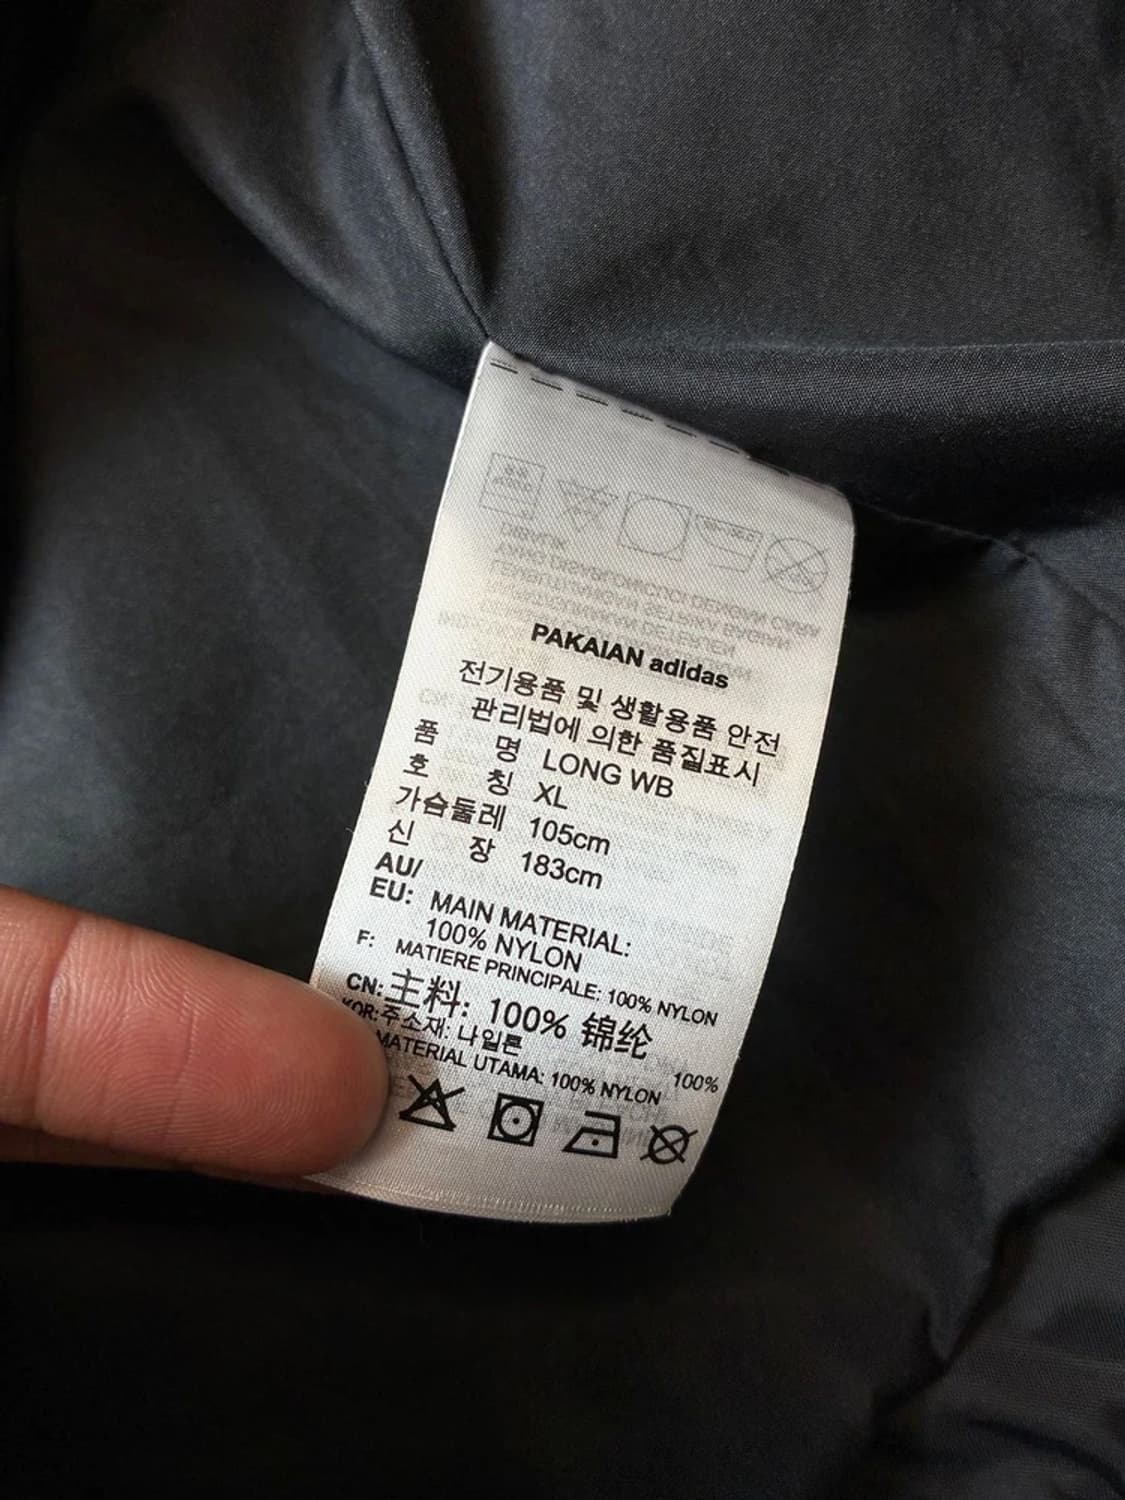 PAKAIAN adidas
전기용품 및 생활용품 안전
관리법에 의한 품질표시
품 명 LONG WB
호 칭 XL
가슴둘레 105cm
신 장 183cm
AU/
EU: MAIN MATERIAL:
100% NYLON
F: MATIERE PRINCIPALE: 100% NYLON
CN: 主料: 100% 锦纶
KOR: 주소재: 나일론 100%
MATERIAL UTAMA: 100% NYLON